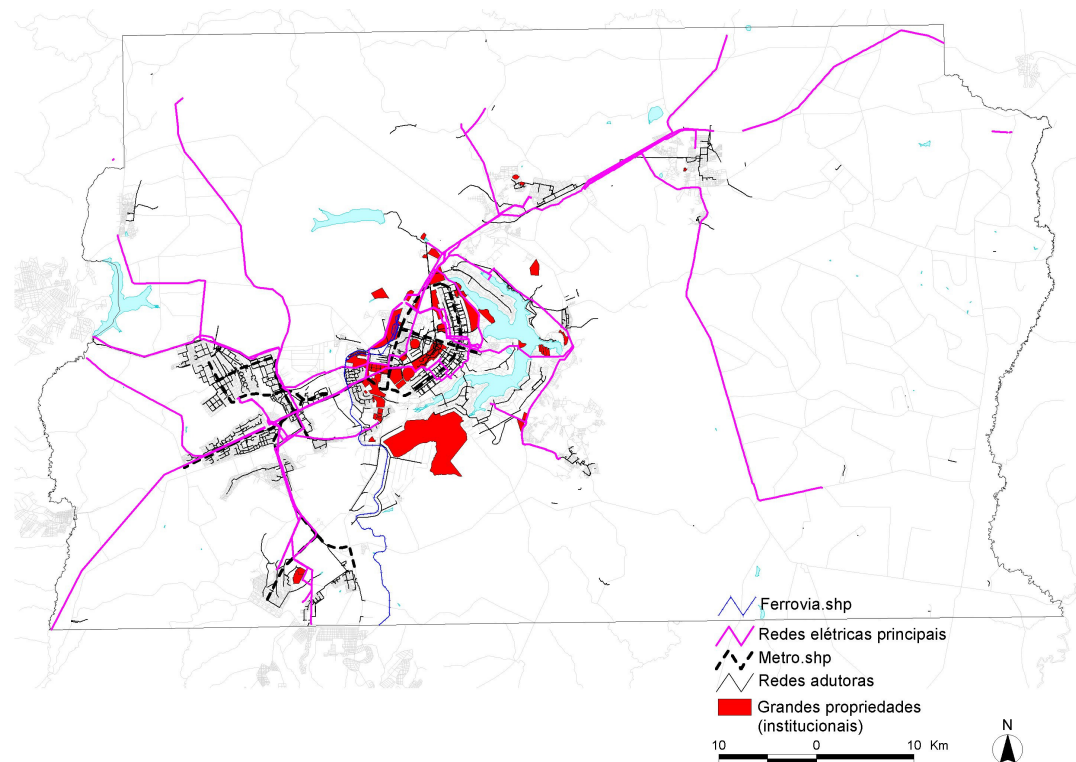 Ferrovia.shp
Redes elétricas principais
Metro.shp
Redes adutoras
Grandes propriedades
(institucionais)
N
10 0 10 Km